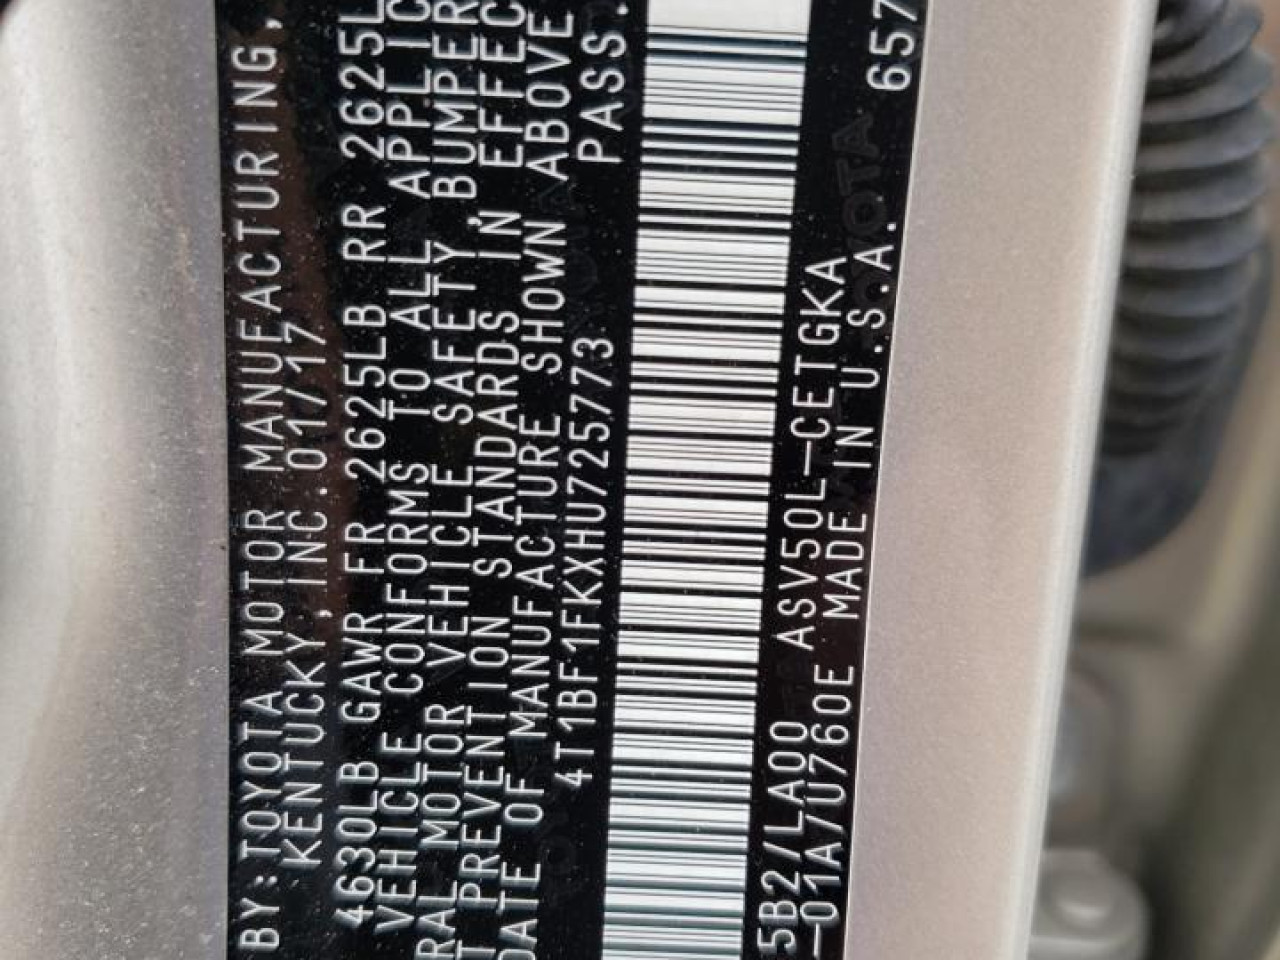 BY:TOYOTA MOTOR MANUFACTURING,
KENTUCKY,INC.01/17
4630LB GAWR FR 2625LB RR 2625L
VEHICLE CONFORMS TO ALL APPLIC
RAL MOTOR VEHICLE SAFETY BUMPER
T PREVENTION STANDARDS IN EFFEC
DATE OF MANUFACTURE SHOWN ABOVE
4T1BF1FKXHU725773 PASS.
5B2/LA00 ASV50L-CETGKA
-01A/0760E MADE IN U.S.A. 657